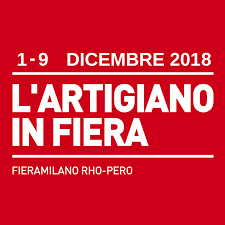 1-9 DICEMBRE 2018
L'ARTIGIANO
IN FIERA
FIERAMILANO RHO-PERO